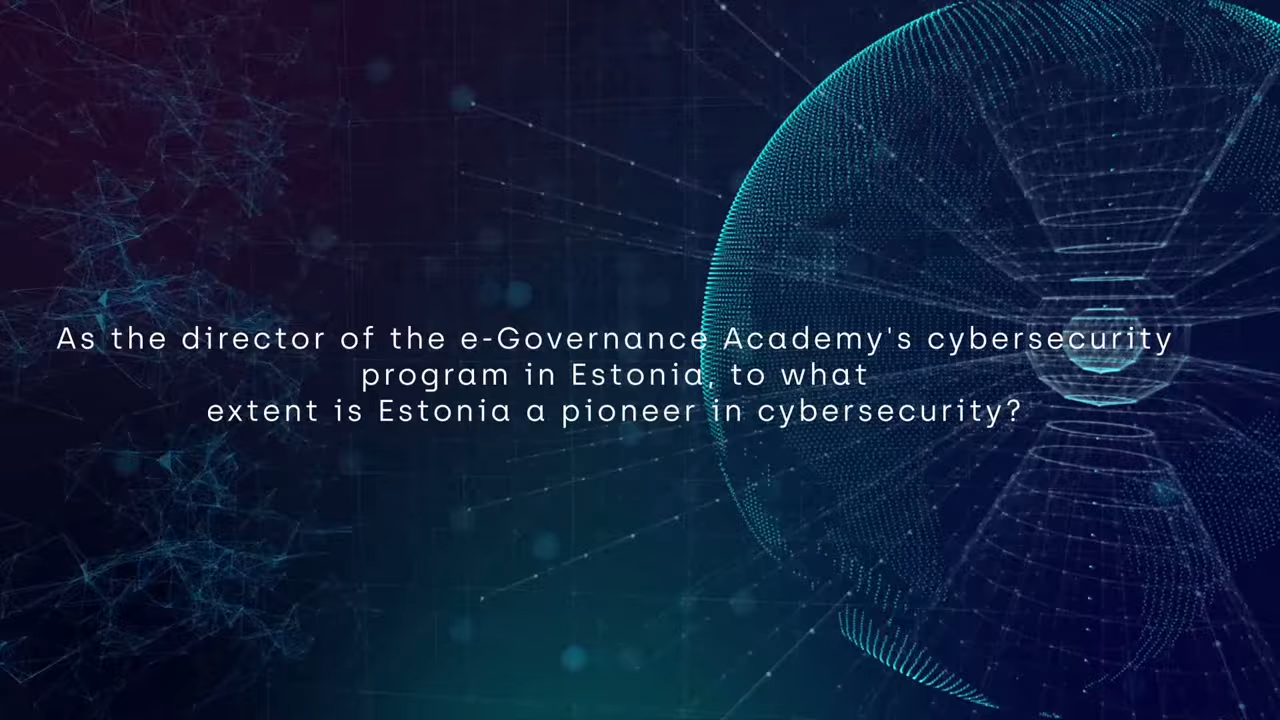 As the director of the e-Governance Academy's cybersecurity
program in Estonia, to what
extent is Estonia a pioneer in cybersecurity?